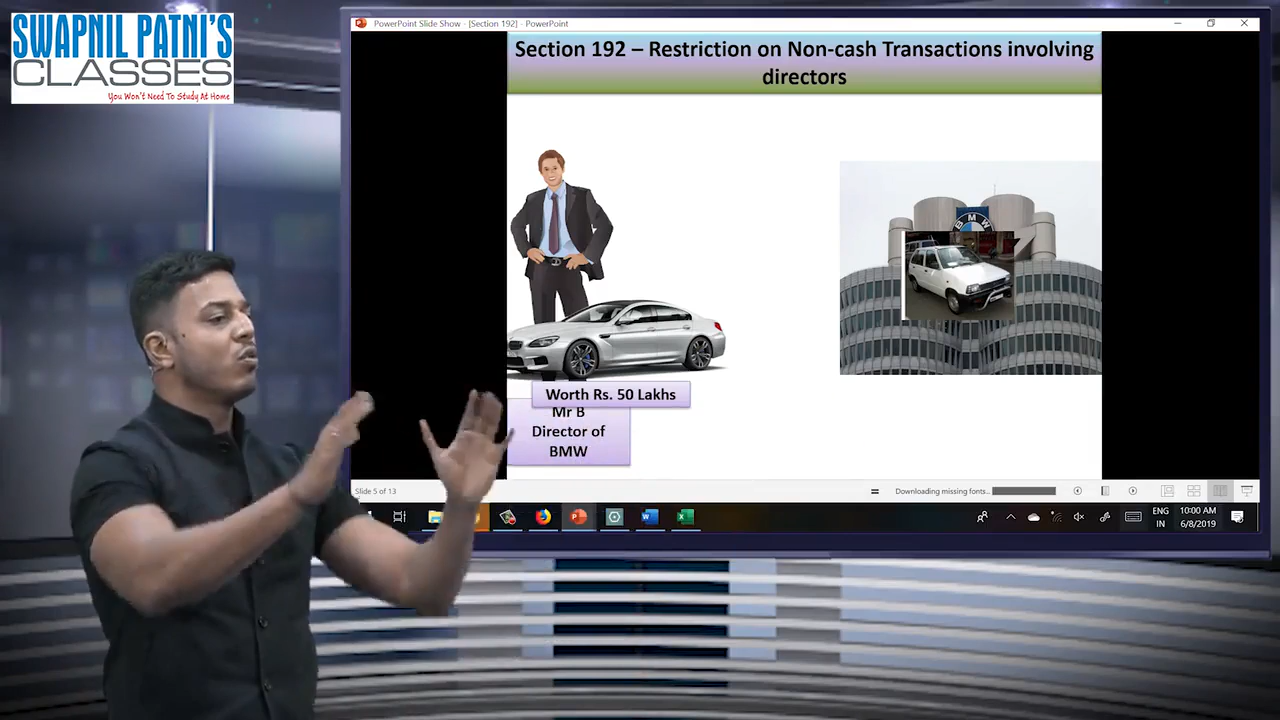 SWAPNIL PATNI'S
CLASSES
You Won't Need To Study At Home
PowerPoint Slide Show - [Section 192] - PowerPoint
Section 192 – Restriction on Non-cash Transactions involving
directors
BMW
Worth Rs. 50 Lakhs
Mr B
Director of
BMW
Slide 5 of 13
Downloading missing fonts...
ENG
IN
10:00 AM
6/8/2019